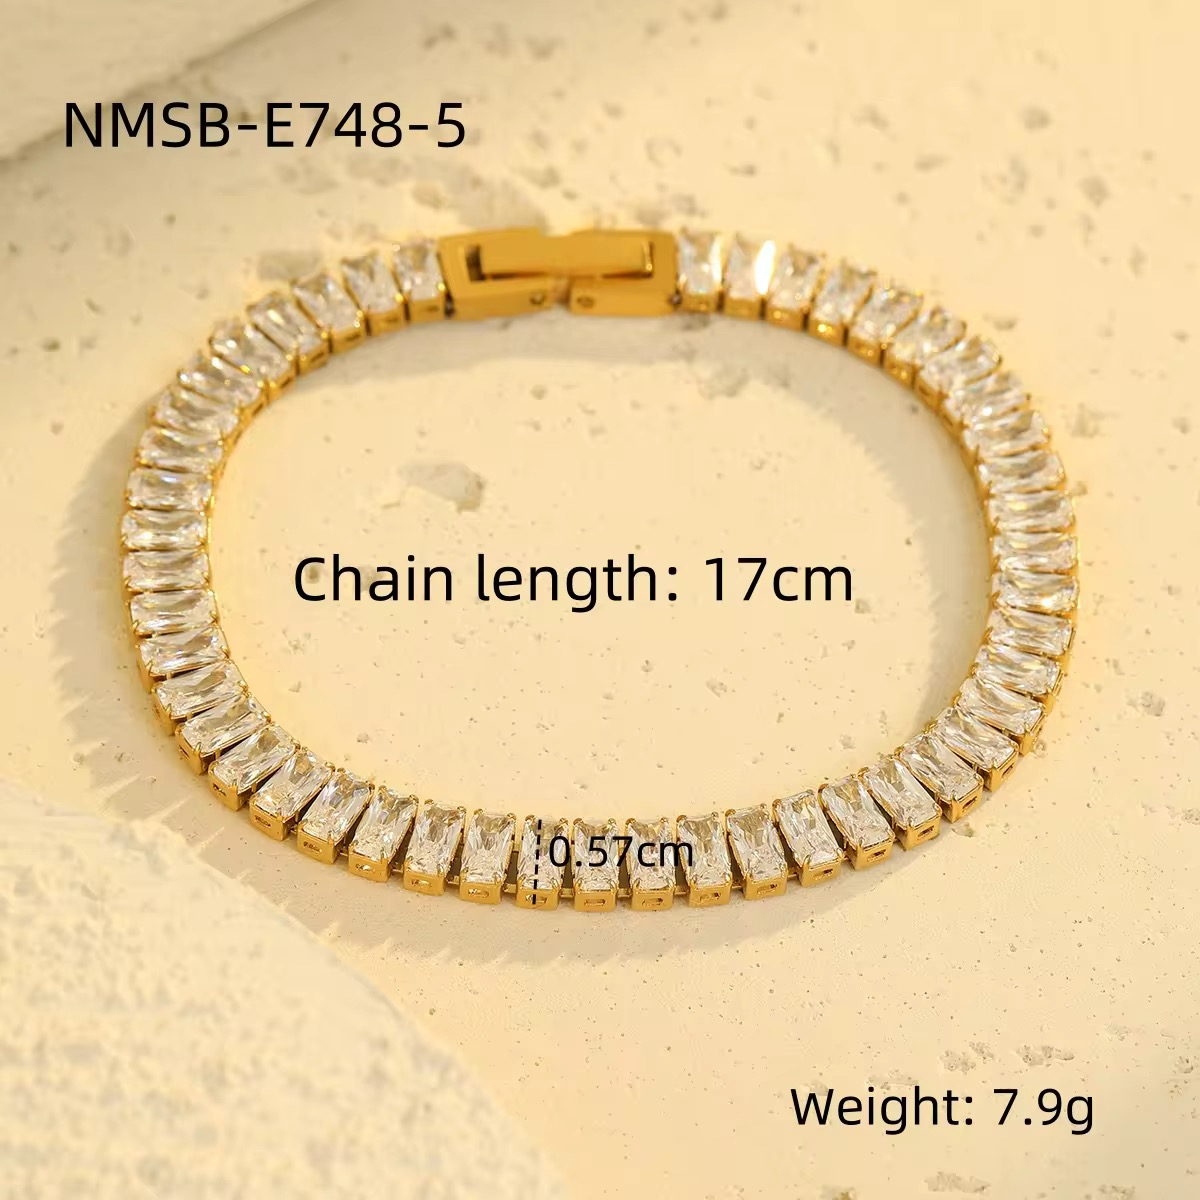 NMSB-E748-5
Chain length: 17cm
0.57cm
Weight: 7.9g